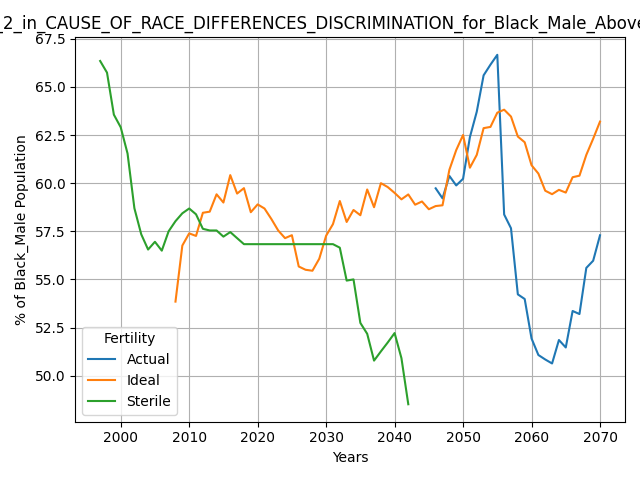 _2_in_CAUSE_OF_RACE_DIFFERENCES_DISCRIMINATION_for_Black_Male_Above
% of Black_Male Population
67.5
65.0
62.5
60.0
57.5
55.0
52.5
50.0
Fertility
Actual
Ideal
Sterile
2000 2010 2020 2030 2040 2050 2060 2070
Years